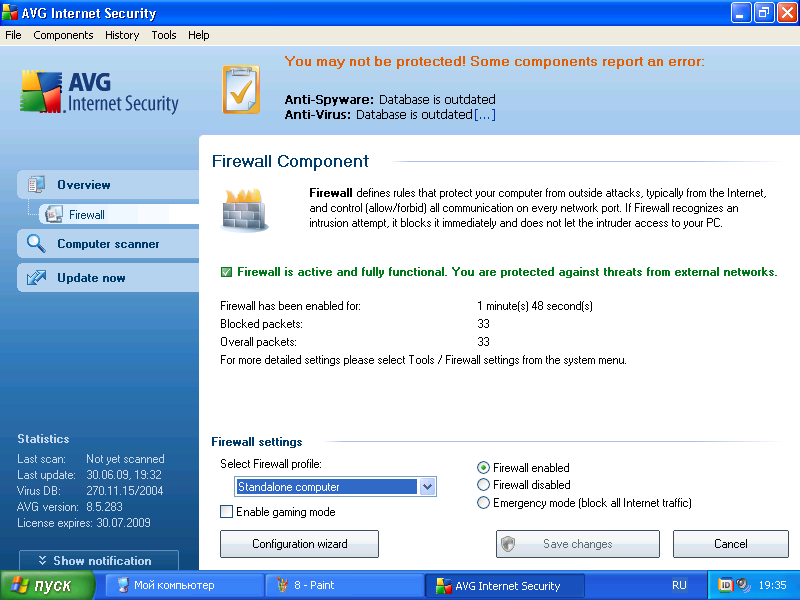 AVG Internet Security
File Components History Tools Help
You may not be protected! Some components report an error:
AVG
Internet Security
Anti-Spyware: Database is outdated
Anti-Virus: Database is outdated[...]
Firewall Component
Firewall defines rules that protect your computer from outside attacks, typically from the Internet,
and control (allow/forbid) all communication on every network port. If Firewall recognizes an
intrusion attempt, it blocks it immediately and does not let the intruder access to your PC.
Overview
Firewall
Computer scanner
Update now
Firewall is active and fully functional. You are protected against threats from external networks.
Firewall has been enabled for: 1 minute(s) 48 second(s)
Blocked packets: 33
Overall packets: 33
For more detailed settings please select Tools / Firewall settings from the system menu.
Statistics
Last scan: Not yet scanned
Last update: 30.06.09, 19:32
Virus DB: 270.11.15/2004
AVG version: 8.5.283
License expires: 30.07.2009
Show notification
Firewall settings
Select Firewall profile:
Standalone computer
Enable gaming mode
Firewall enabled
Firewall disabled
Emergency mode (block all Internet traffic)
Configuration wizard
Save changes
Cancel
пуск
Мой компьютер
8 - Paint
AVG Internet Security
RU
19:35